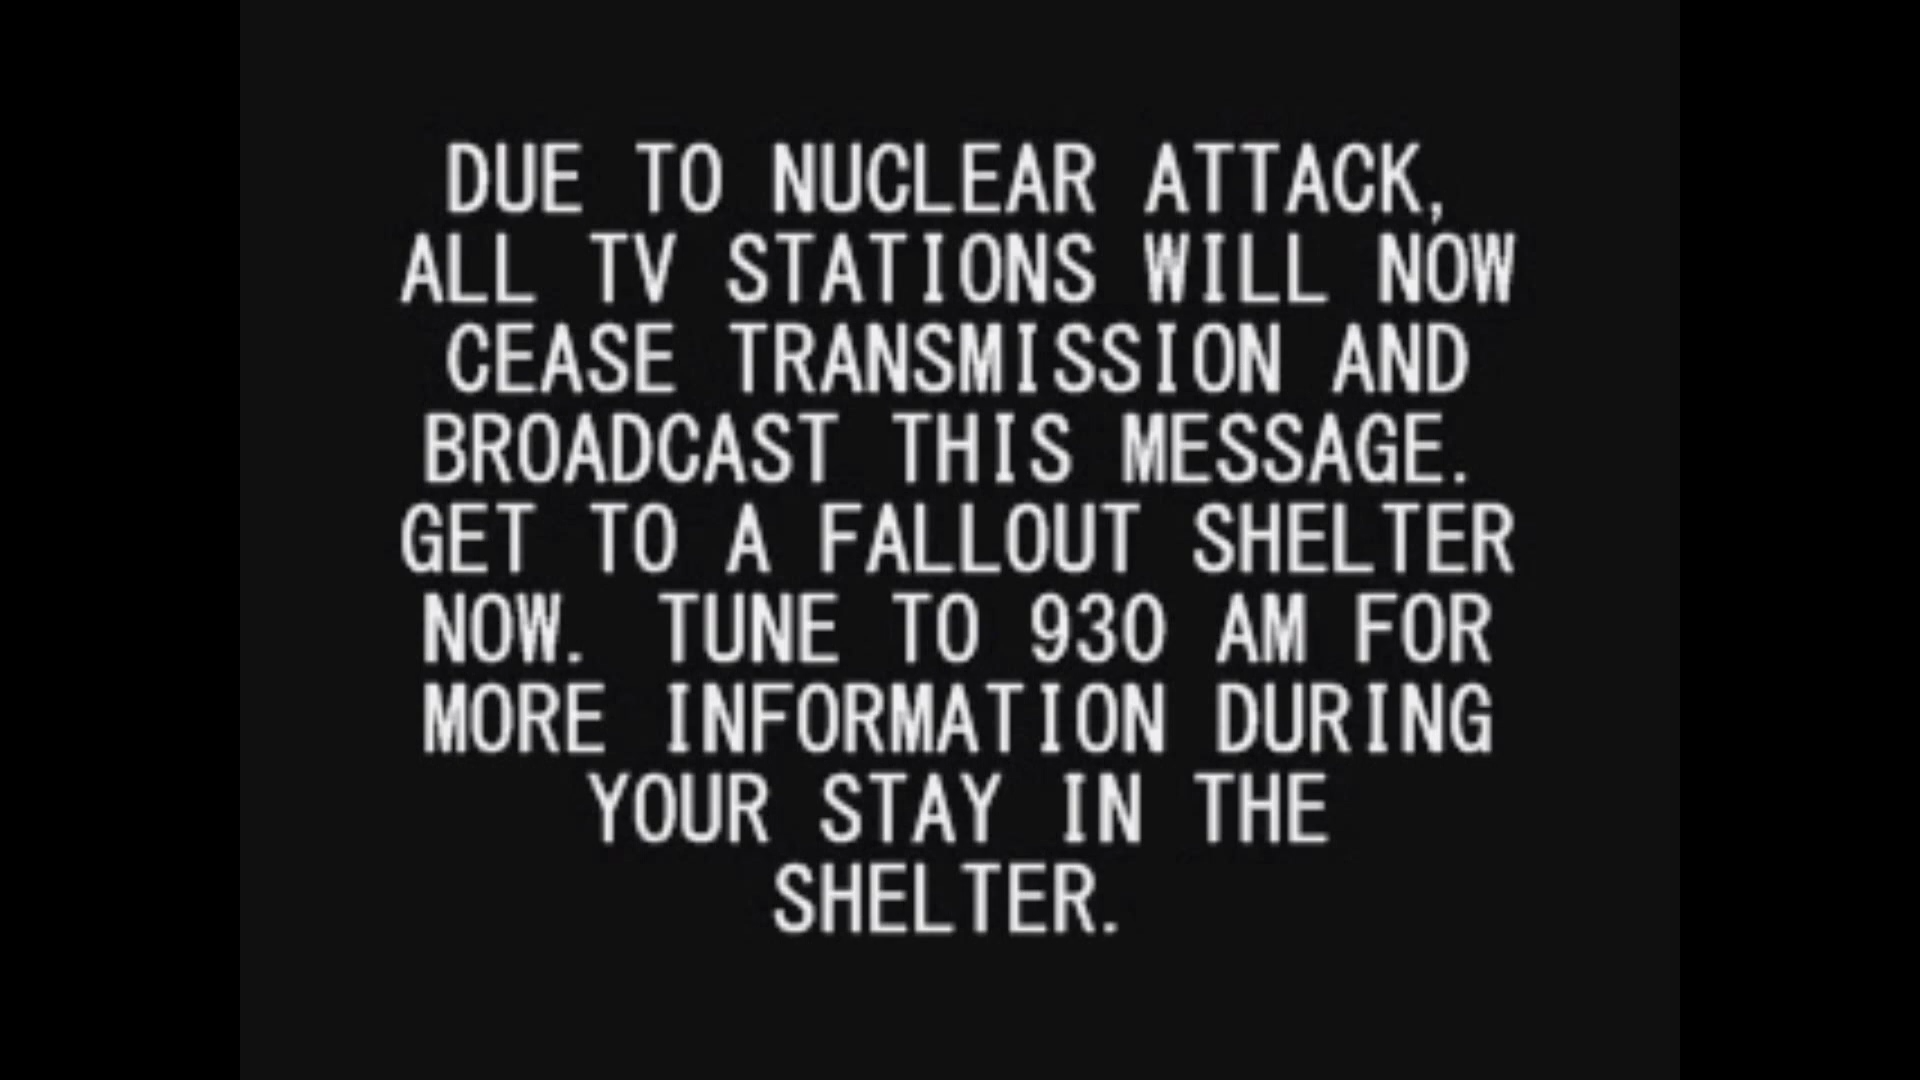 DUE TO NUCLEAR ATTACK,
ALL TV STATIONS WILL NOW
CEASE TRANSMISSION AND
BROADCAST THIS MESSAGE.
GET TO A FALLOUT SHELTER
NOW. TUNE TO 930 AM FOR
MORE INFORMATION DURING
YOUR STAY IN THE
SHELTER.